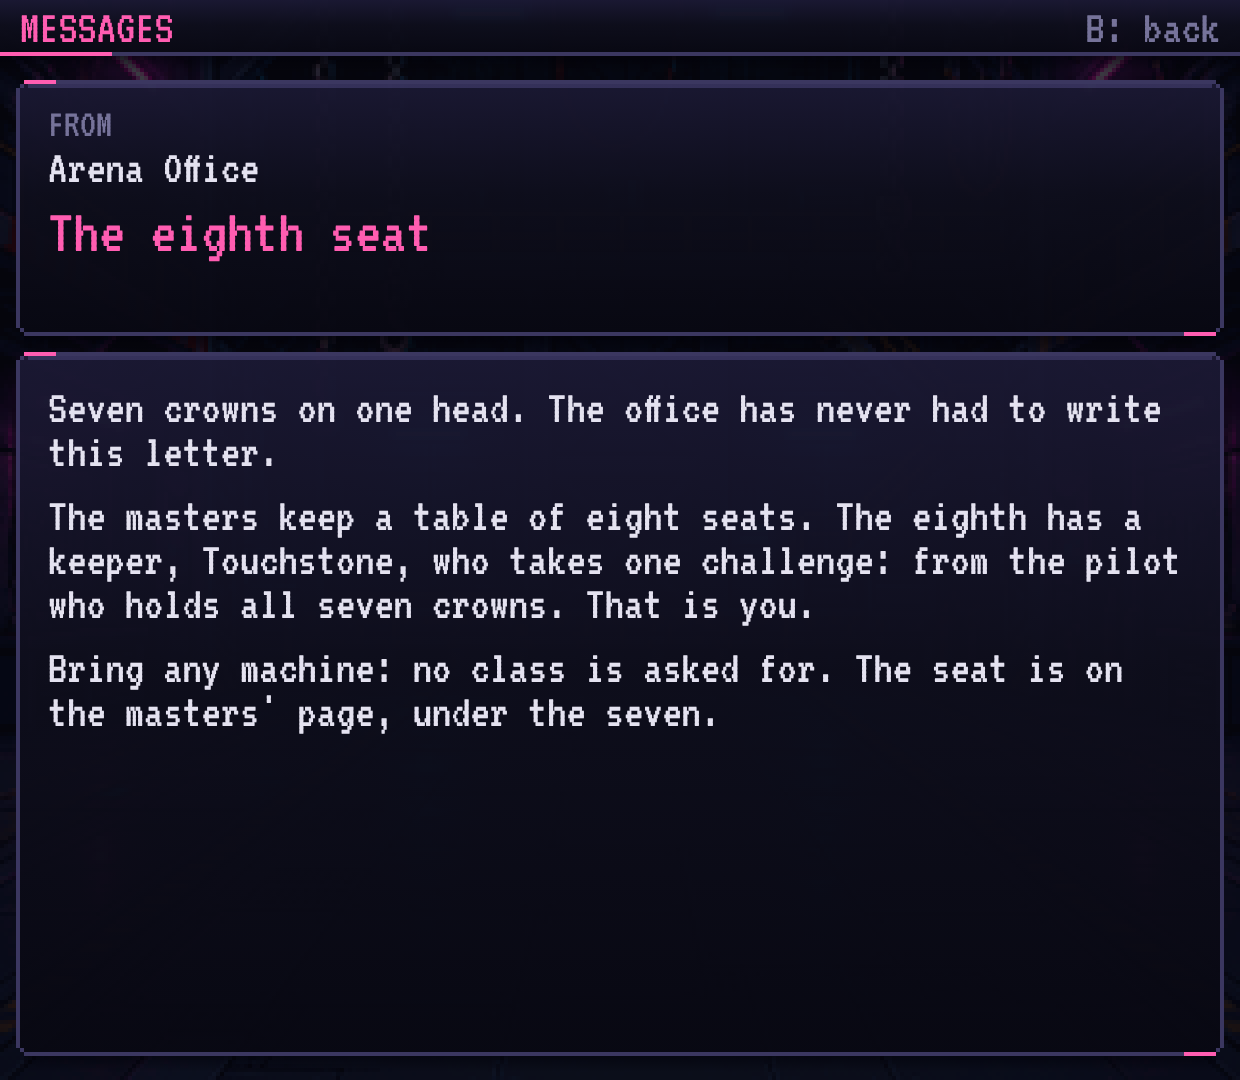 MESSAGES
B: back
FROM
Arena Office
The eighth seat
Seven crowns on one head. The office has never had to write
this letter.
The masters keep a table of eight seats. The eighth has a
keeper, Touchstone, who takes one challenge: from the pilot
who holds all seven crowns. That is you.
Bring any machine: no class is asked for. The seat is on
the masters' page, under the seven.